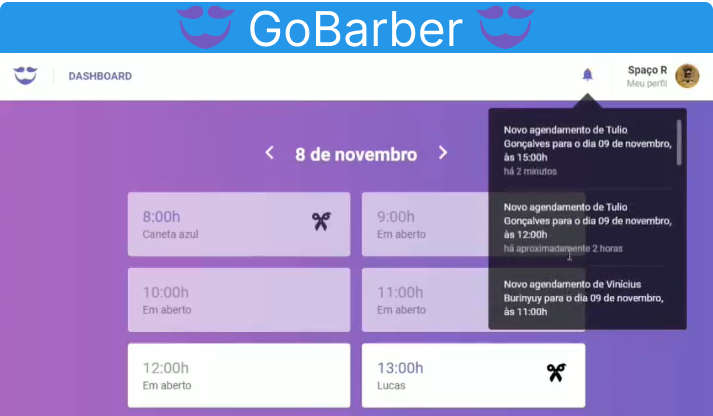 GoBarber
DASHBOARD
Spaço R
Meu perfil
8 de novembro
8:00h
Caneta azul
9:00h
Em aberto
10:00h
Em aberto
11:00h
Em aberto
12:00h
Em aberto
13:00h
Lucas
Novo agendamento de Tulio
Gonçalves para o dia 09 de novembro,
às 15:00h
há 2 minutos
Novo agendamento de Tulio
Gonçalves para o dia 09 de novembro,
às 12:00h
há aproximadamente 2 horas
Novo agendamento de Vinicius
Burinyuy para o dia 09 de novembro,
às 11:00h